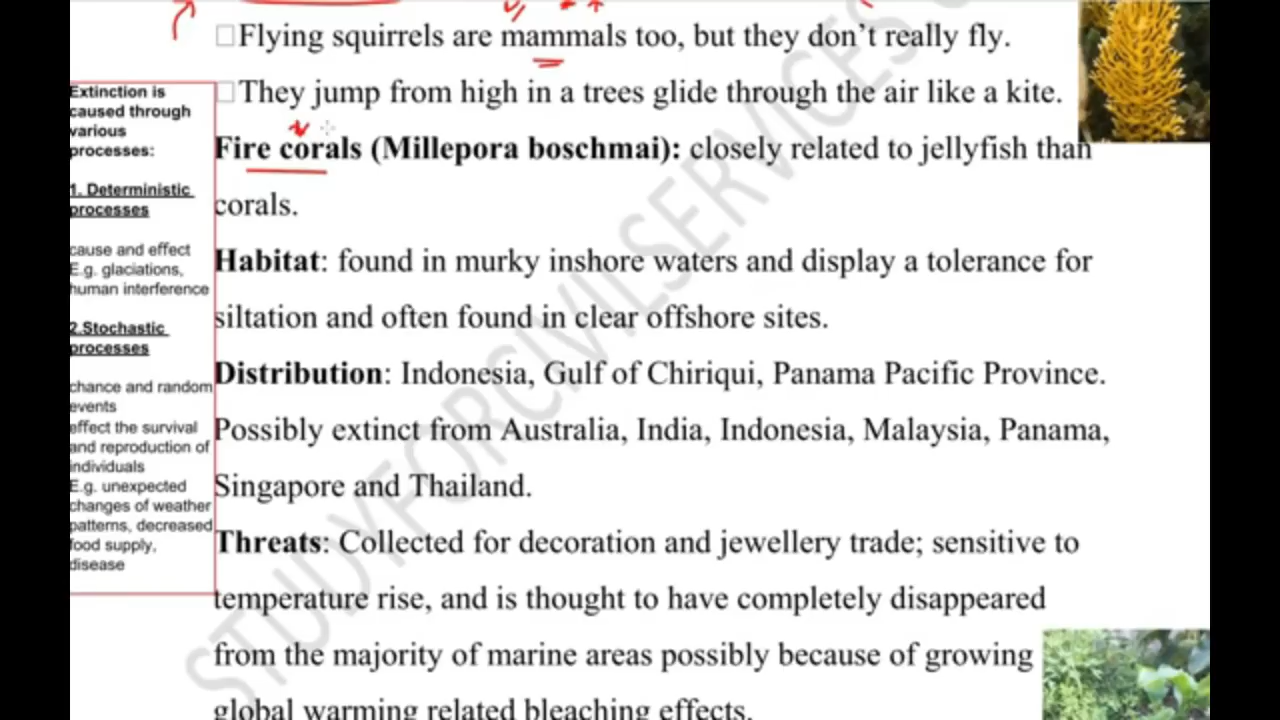 □Flying squirrels are mammals too, but they don't really fly.
□They jump from high in a trees glide through the air like a kite.
Fire corals (Millepora boschmai): closely related to jellyfish than
corals.
Habitat: found in murky inshore waters and display a tolerance for
siltation and often found in clear offshore sites.
Distribution: Indonesia, Gulf of Chiriqui, Panama Pacific Province.
Possibly extinct from Australia, India, Indonesia, Malaysia, Panama,
Singapore and Thailand.
Threats: Collected for decoration and jewellery trade; sensitive to
temperature rise, and is thought to have completely disappeared
from the majority of marine areas possibly because of growing
global warming related bleaching effects.
Extinction is
caused through
various
processes:
1. Deterministic
processes
cause and effect
E.g. glaciations,
human interference
2.Stochastic
processes
chance and random
events
effect the survival
and reproduction of
individuals
E.g. unexpected
changes of weather
patterns, decreased
food supply,
disease
STUDYFORCIVILSERVICES